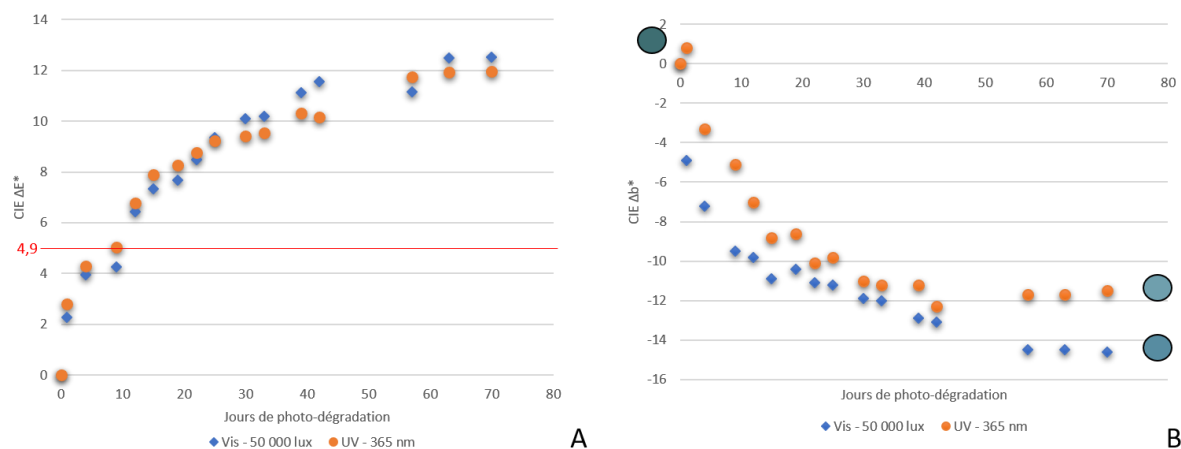 14
12
10
8
6
4,9
4
2
0
0 10 20 30 40 50 60 70 80
CIE ΔE*
Jours de photo-dégradation
Vis - 50 000 lux UV - 365 nm
A
2
0
-2
-4
-6
-8
-10
-12
-14
-16
0 10 20 30 40 50 60 70 80
CIE Δb*
Jours de photo-dégradation
Vis - 50 000 lux UV - 365 nm
B